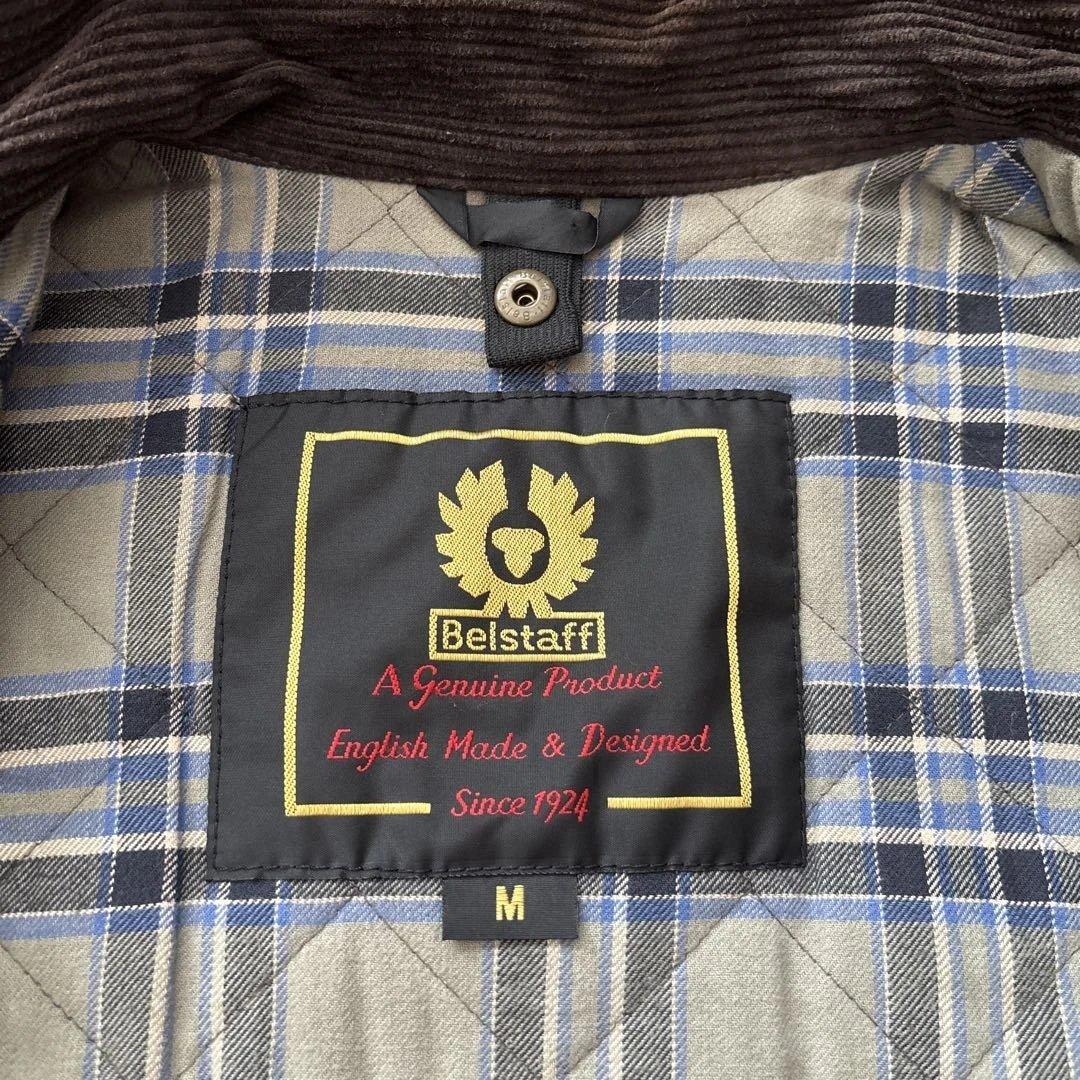 Belstaff
A Genuine Product
English Made & Designed
Since 1924
M